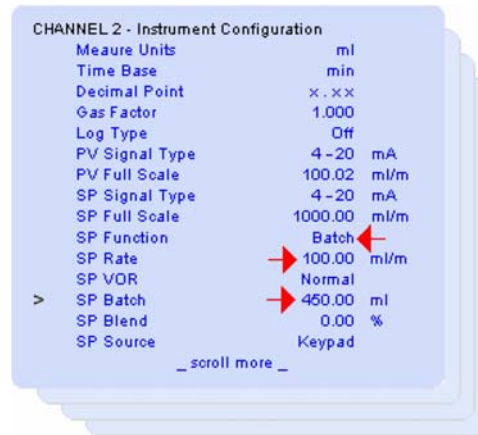 CHANNEL 2 - Instrument Configuration
Meaure Units ml
Time Base min
Decimal Point x.xx
Gas Factor 1.000
Log Type Off
PV Signal Type 4-20 mA
PV Full Scale 100.02 ml/m
SP Signal Type 4-20 mA
SP Full Scale 1000.00 ml/m
SP Function Batch
SP Rate 100.00 ml/m
SP VOR Normal
> SP Batch 450.00 ml
SP Blend 0.00 %
SP Source Keypad
_ scroll more _